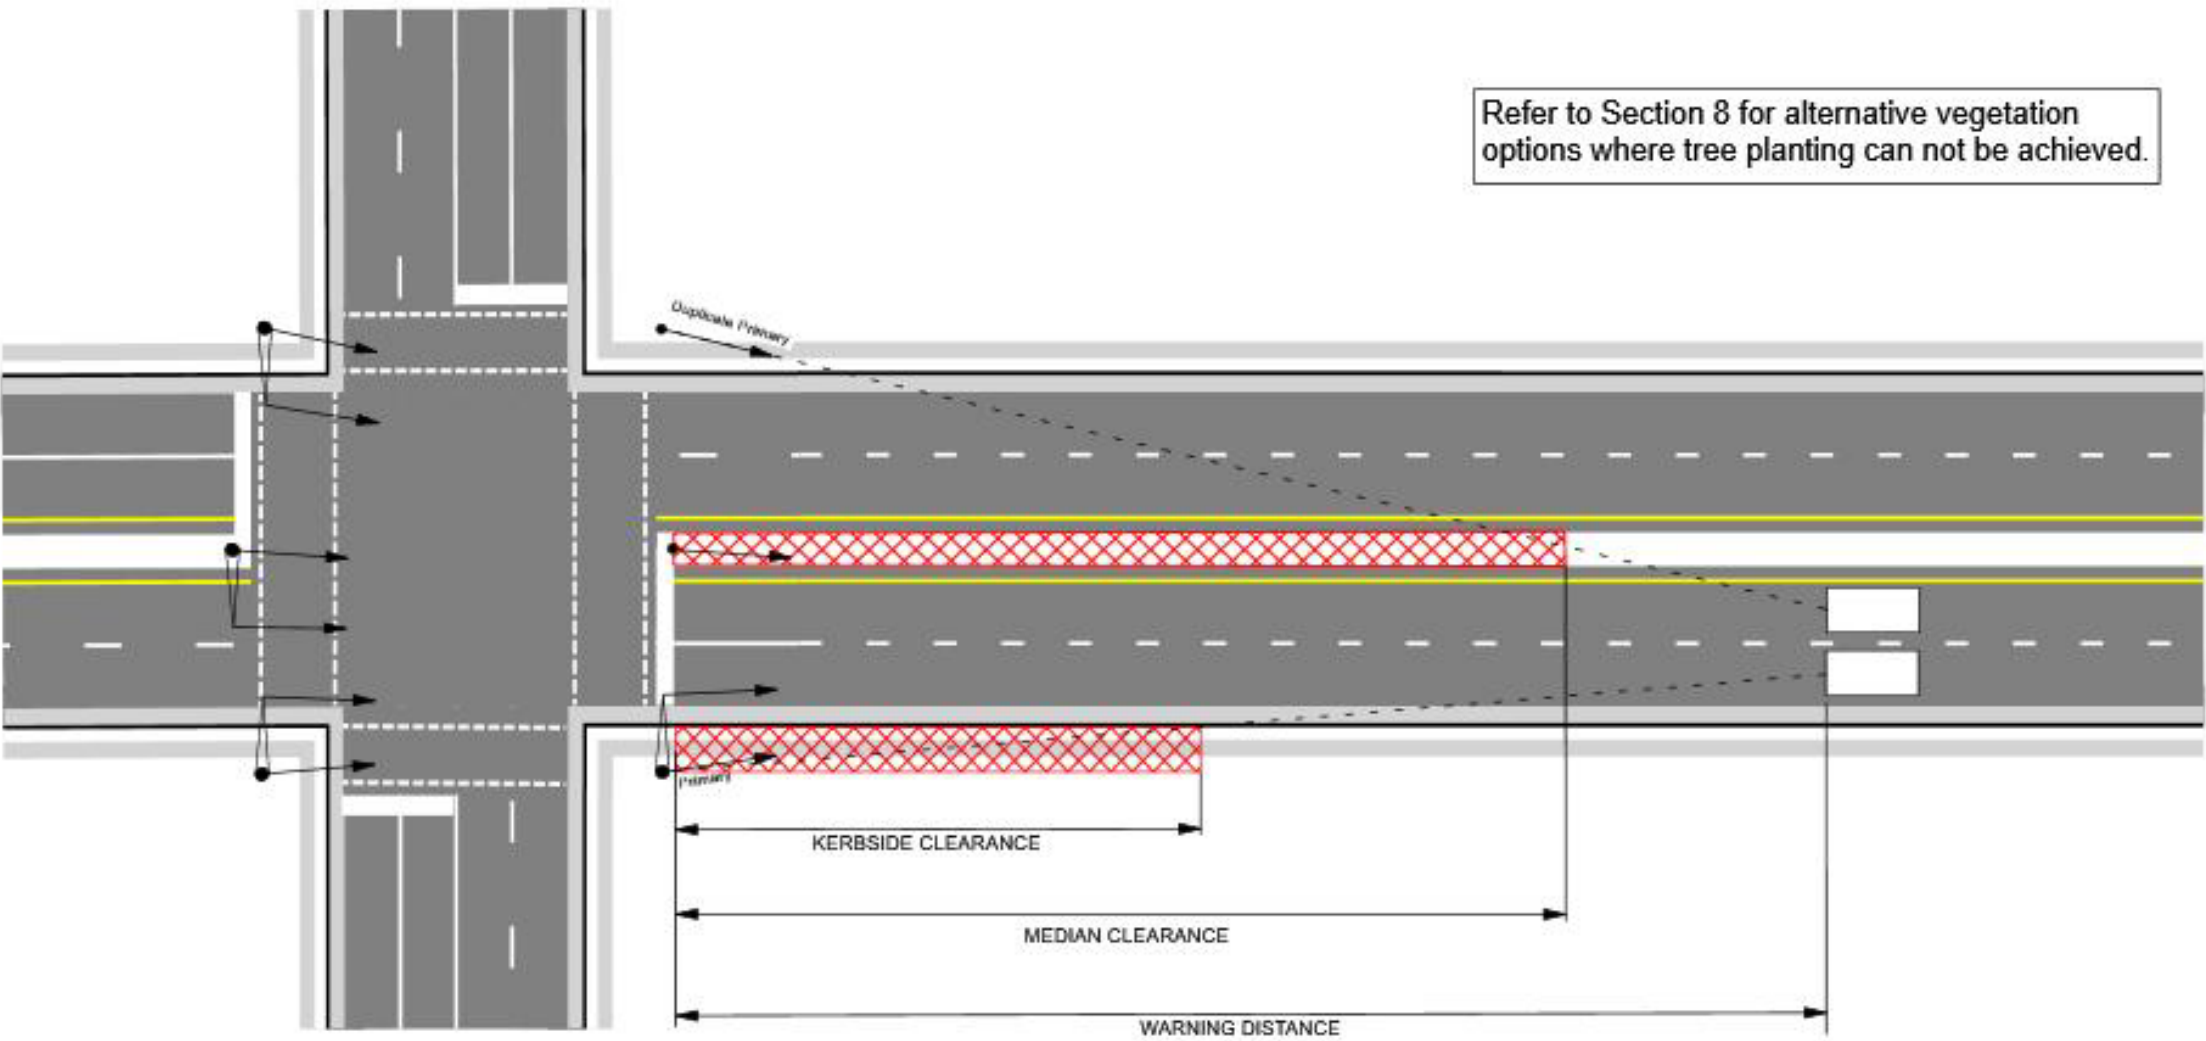 Refer to Section 8 for alternative vegetation
options where tree planting can not be achieved.
Duplicate Primary
Primary
KERBSIDE CLEARANCE
MEDIAN CLEARANCE
WARNING DISTANCE